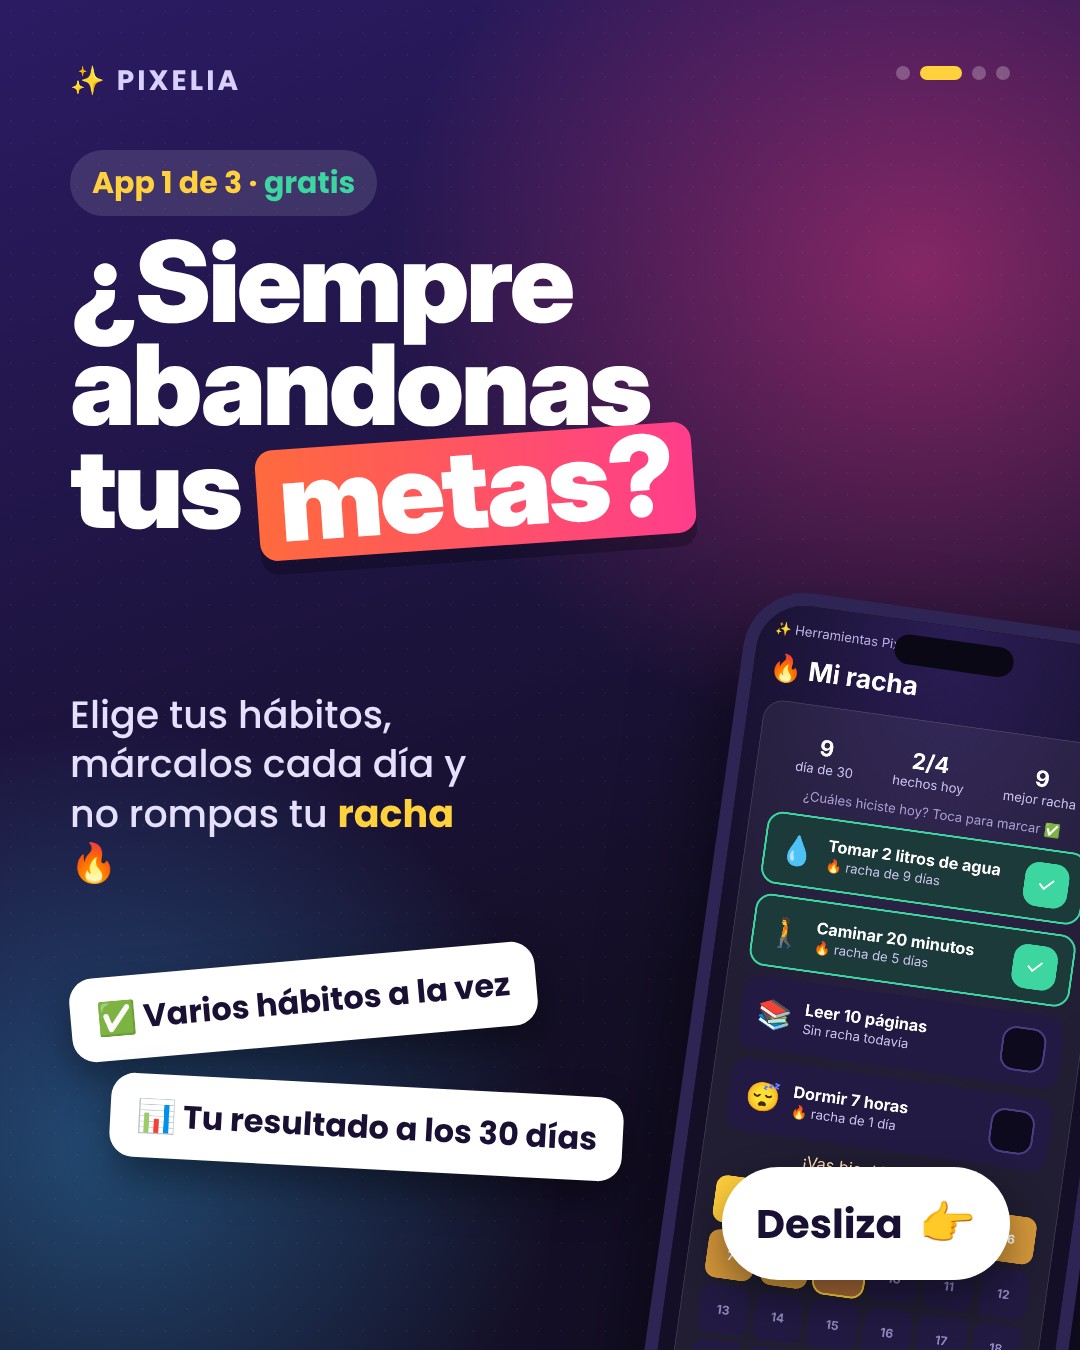 ✨ PIXELIA
App 1 de 3 · gratis
¿Siempre
abandonas
tus metas?
Elige tus hábitos,
márcalos cada día y
no rompas tu racha
🔥
✅ Varios hábitos a la vez
📊 Tu resultado a los 30 días
✨ Herramientas
🔥 Mi racha
9
día de 30
2/4
hechos hoy
9
mejor racha
¿Cuáles hiciste hoy? Toca para marcar ✅
💧 Tomar 2 litros de agua
🔥 racha de 9 días
🚶 Caminar 20 minutos
🔥 racha de 5 días
📚 Leer 10 páginas
Sin racha todavía
😴 Dormir 7 horas
🔥 racha de 1 día
¡Vas
Desliza 👉
6
11
12
13
14
15
16
17
18